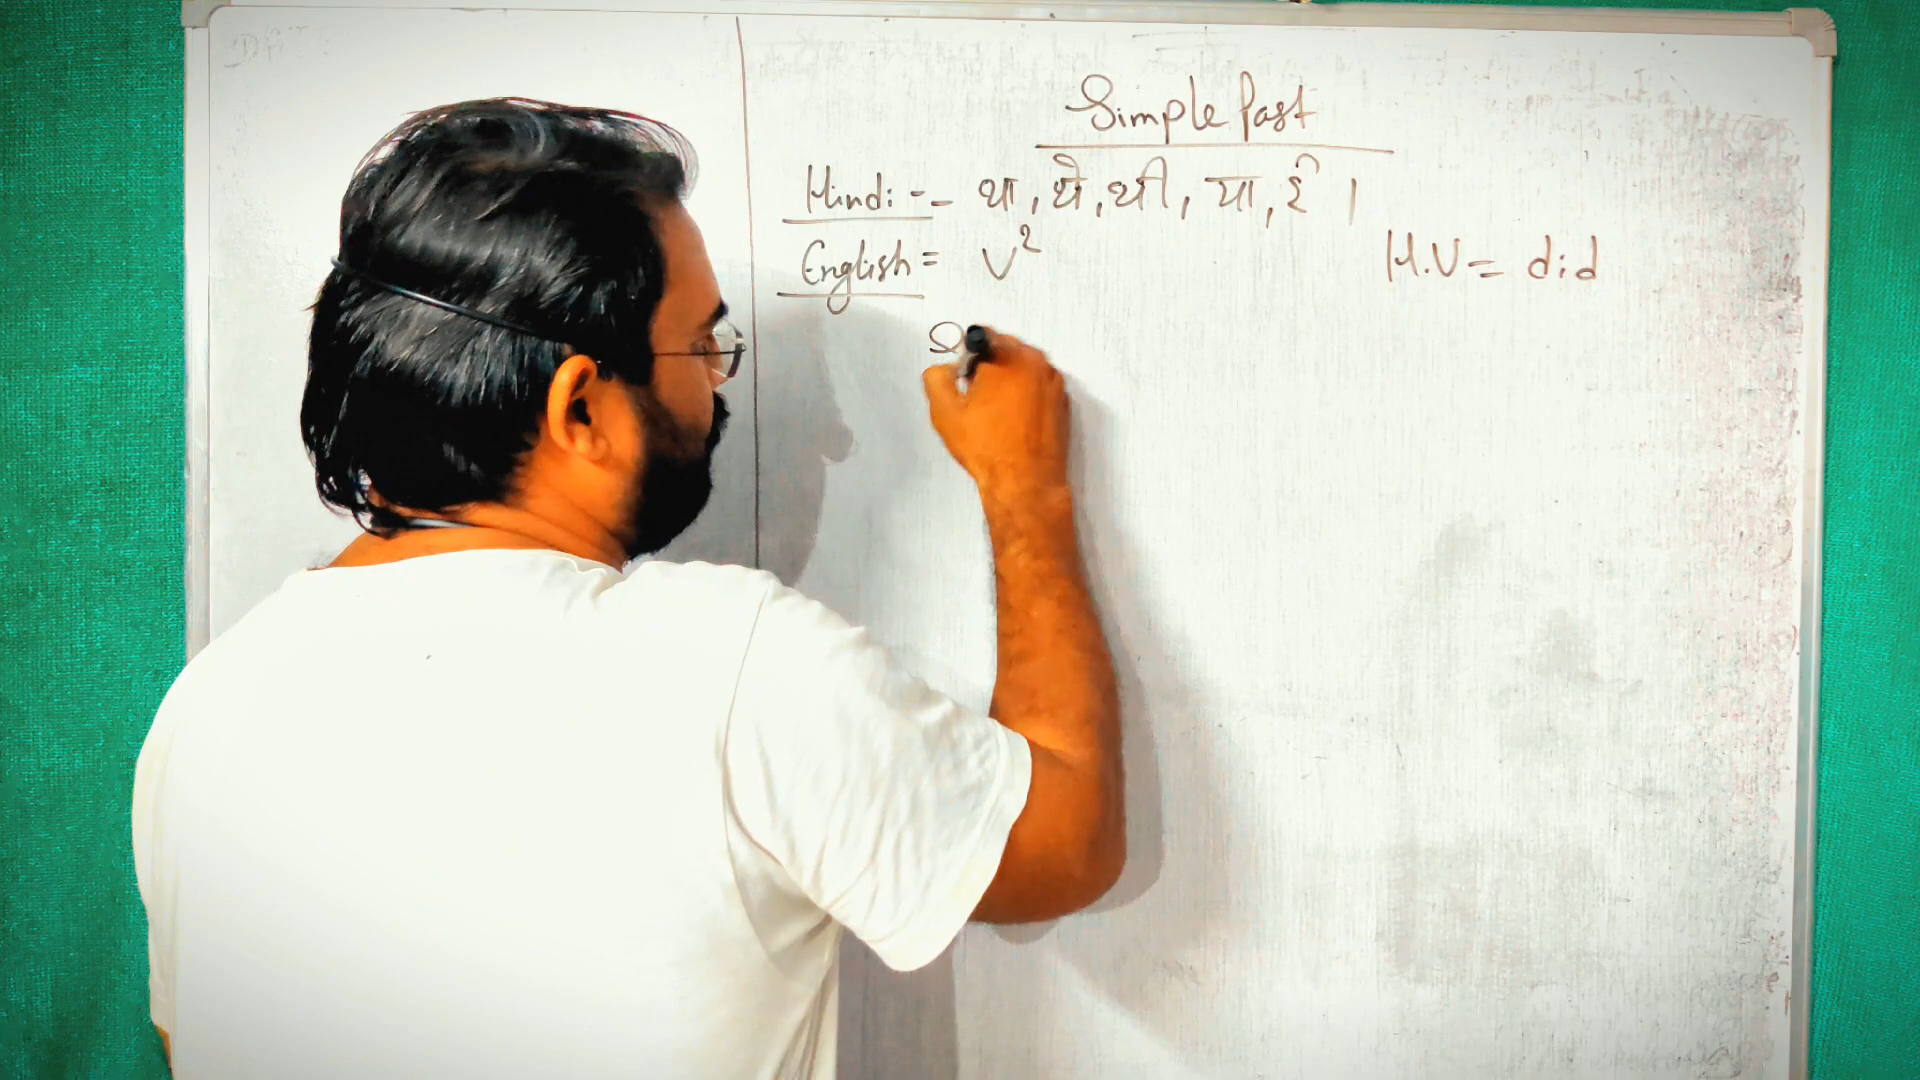 Simple Past
Hindi :- - था, थे, थी, या, ई ।
English = V²
H.V = did
S